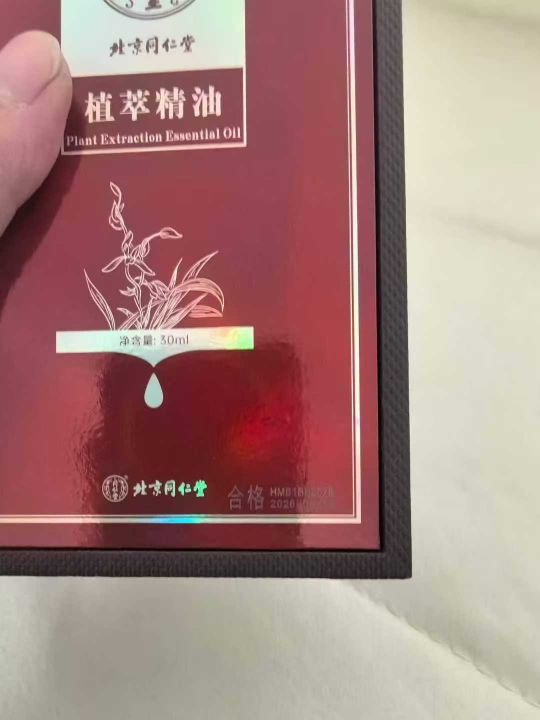 北京同仁堂
植萃精油
Plant Extraction Essential Oil
净含量: 30ml
北京同仁堂
合格